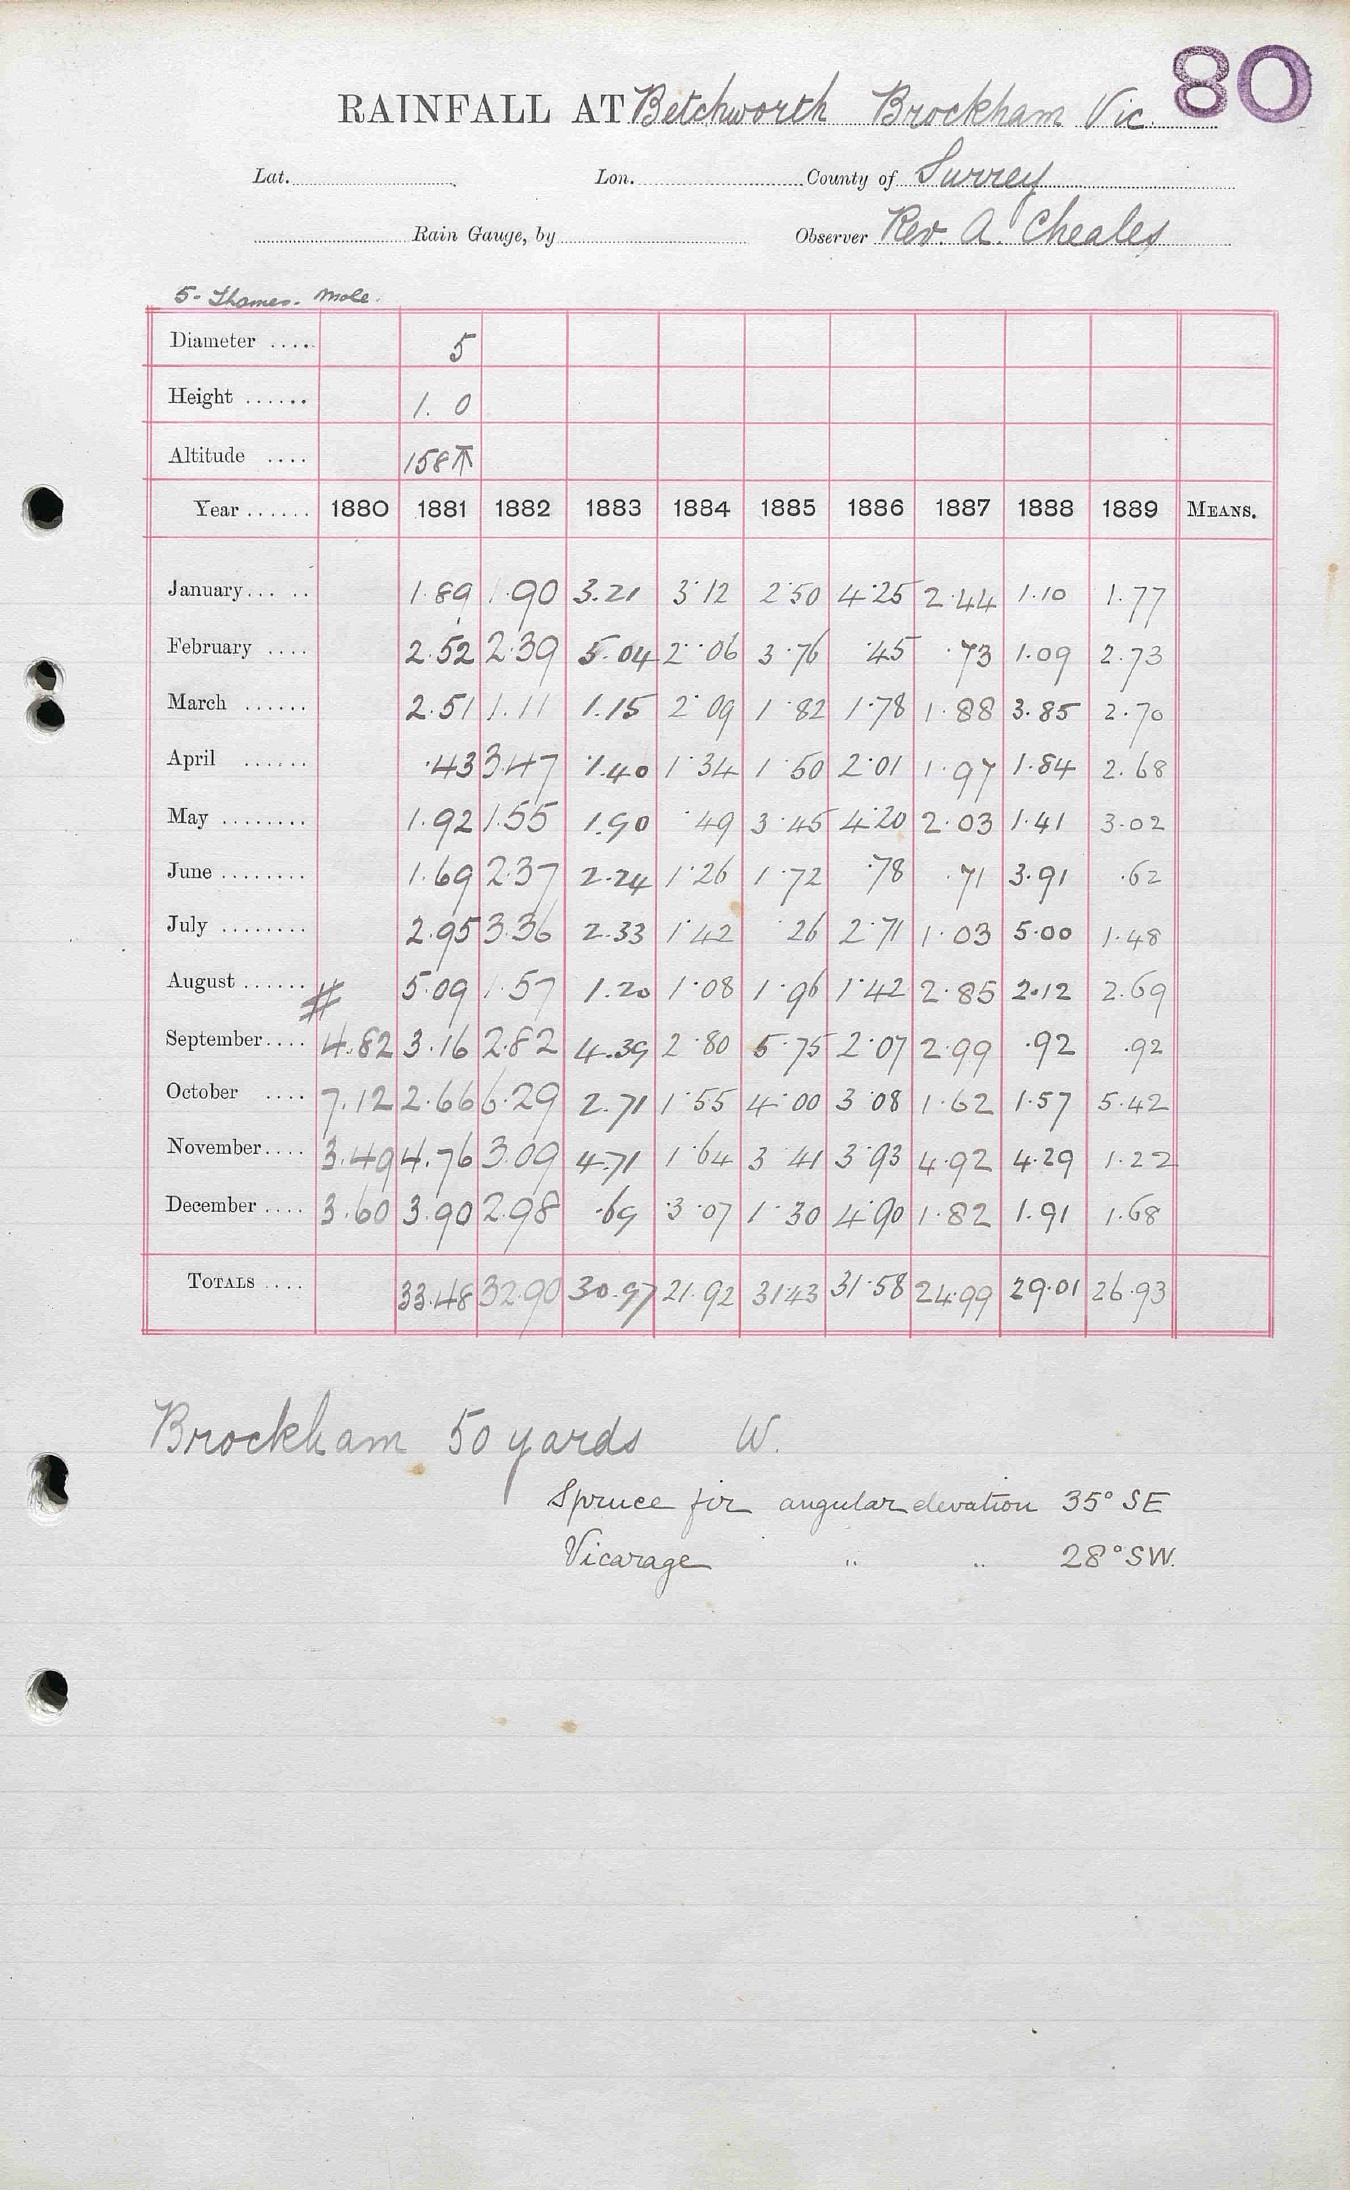 80
RAINFALL AT Betchworth Brockham Vic.
Lat. Lon. County of Surrey
Rain Gauge, by Observer Rev. A. Cheales
5- Thames. Mole.
Diameter .... 5
Height ...... 1. 0
Altitude .... 158
Year ...... 1880 1881 1882 1883 1884 1885 1886 1887 1888 1889 MEANS.
January... .. 1.89 1.90 3.21 3.12 2.50 4.25 2.44 1.10 1.77
February .... 2.52 2.39 5.04 2.06 3.76 .45 .73 1.09 2.73
March ...... 2.51 1.11 1.15 2.09 1.82 1.78 1.88 3.85 2.70
April ...... .43 3.47 1.40 1.34 1.50 2.01 1.97 1.84 2.68
May ........ 1.92 1.55 1.90 .49 3.45 4.20 2.03 1.41 3.02
June ........ 1.69 2.37 2.24 1.26 1.72 .78 .71 3.91 .62
July ........ 2.95 3.36 2.33 1.42 .26 2.71 1.03 5.00 1.48
August ...... # 5.09 1.57 1.20 1.08 1.96 1.42 2.85 2.12 2.69
September.... 4.82 3.16 2.82 4.39 2.80 5.75 2.07 2.99 .92 .92
October .... 7.12 2.66 6.29 2.71 1.55 4.00 3.08 1.62 1.57 5.42
November.... 3.49 4.76 3.09 4.71 1.64 3.41 3.93 4.92 4.29 1.22
December .... 3.60 3.90 2.98 .69 3.07 1.30 4.90 1.82 1.91 1.68
TOTALS .... 33.48 32.90 30.97 21.92 31.43 31.58 24.99 29.01 26.93
Brockham 50 yards W.
Spruce fir angular elevation 35° SE
Vicarage " " 28° SW.